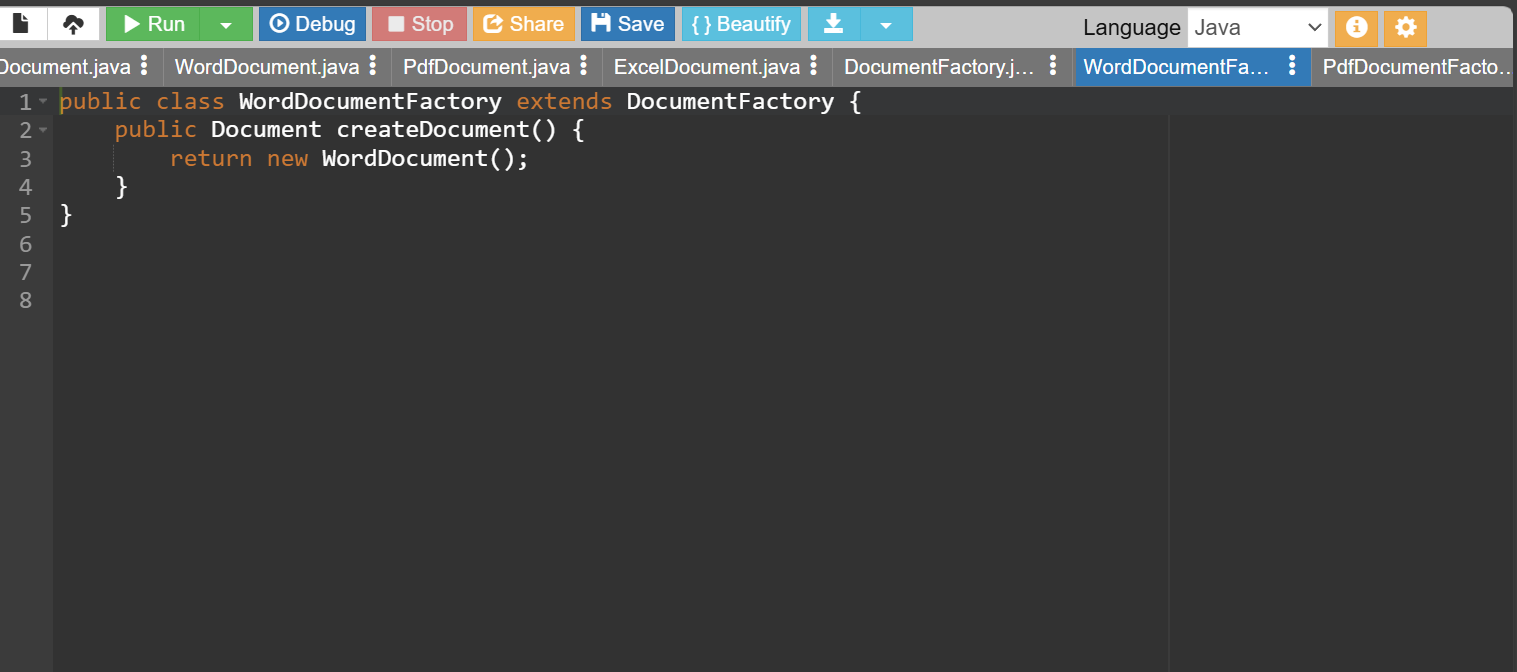 Run Debug Stop Share Save { } Beautify Language Java
Document.java WordDocument.java PdfDocument.java ExcelDocument.java DocumentFactory.j... WordDocumentFa... PdfDocumentFacto..
1 public class WordDocumentFactory extends DocumentFactory {
2     public Document createDocument() {
3         return new WordDocument();
4     }
5 }
6
7
8